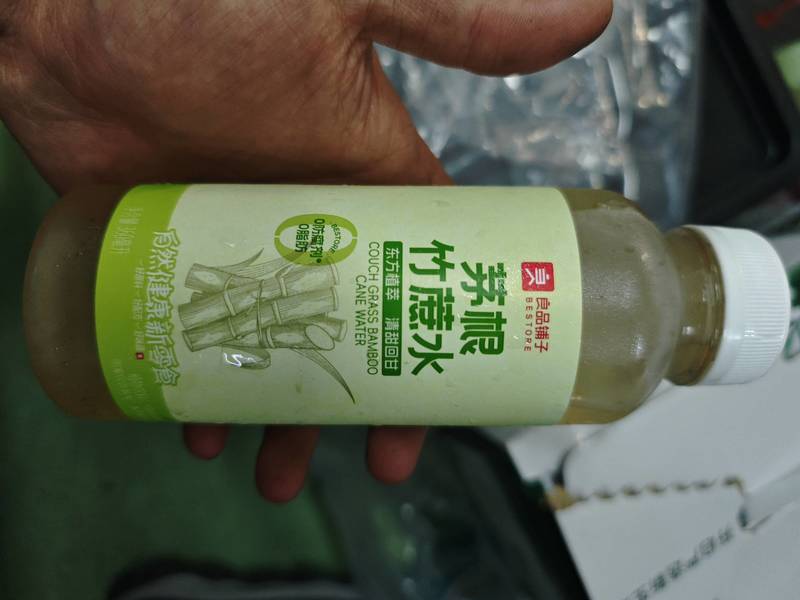 良品铺子
BESTORE
茅根
竹蔗水
东方植萃 清甜回甘
COUCH GRASS BAMBOO
CANE WATER
BESTORE
0防腐剂*
0脂肪
自然健康新零食